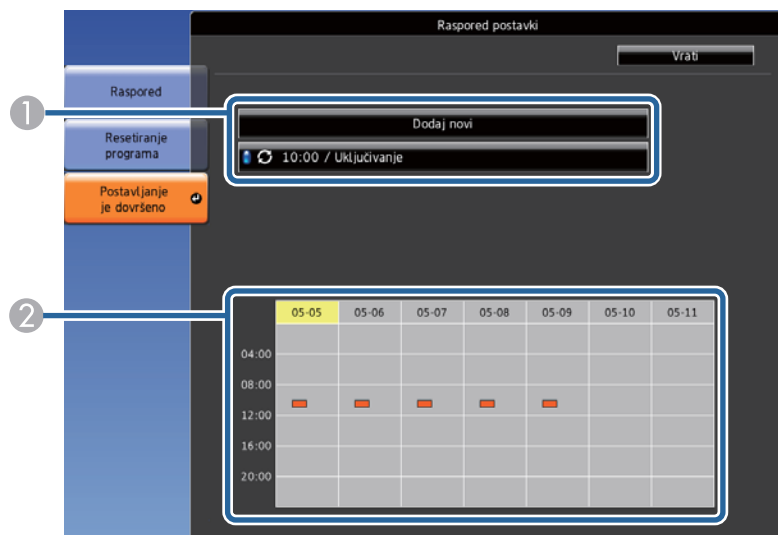 Raspored postavki
Vrati
Raspored
Resetiranje
programa
Postavljanje
je dovršeno
1
Dodaj novi
10:00 / Uključivanje
2
05-05 05-06 05-07 05-08 05-09 05-10 05-11
04:00
08:00
12:00
16:00
20:00